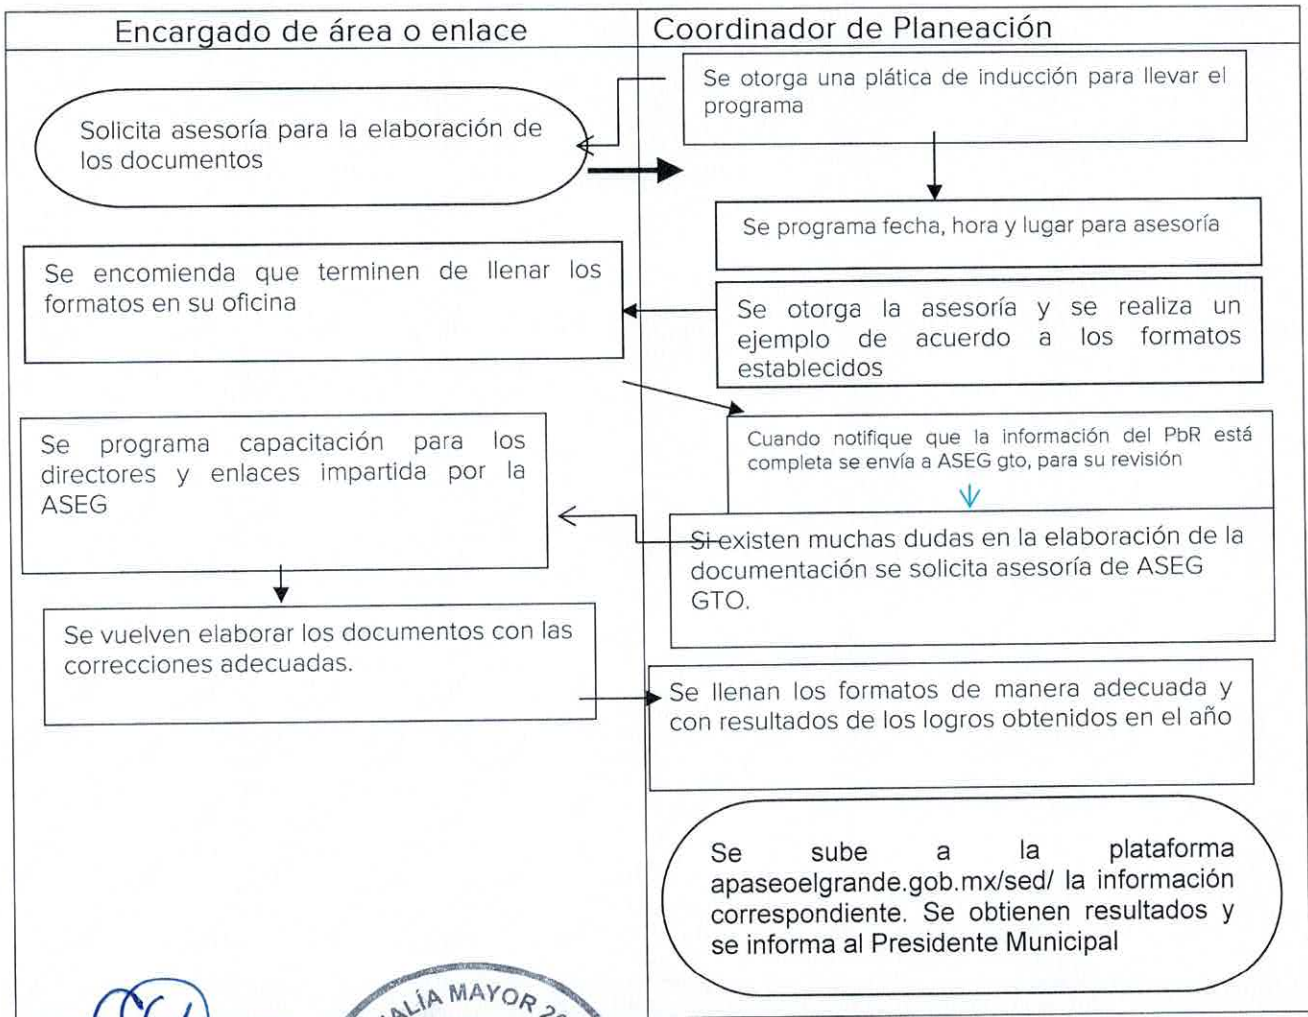 Encargado de área o enlace
Coordinador de Planeación
Se otorga una plática de inducción para llevar el
programa
Solicita asesoría para la elaboración de
los documentos
Se programa fecha, hora y lugar para asesoría
Se encomienda que terminen de llenar los
formatos en su oficina
Se otorga la asesoría y se realiza un
ejemplo de acuerdo a los formatos
establecidos
Cuando notifique que la información del PbR está
completa se envía a ASEG gto, para su revisión
Se programa capacitación para los
directores y enlaces impartida por la
ASEG
Si existen muchas dudas en la elaboración de la
documentación se solicita asesoría de ASEG
GTO.
Se vuelven elaborar los documentos con las
correcciones adecuadas.
Se llenan los formatos de manera adecuada y
con resultados de los logros obtenidos en el año
Se sube a la plataforma
apaseoelgrande.gob.mx/sed/ la información
correspondiente. Se obtienen resultados y
se informa al Presidente Municipal
MAYOR